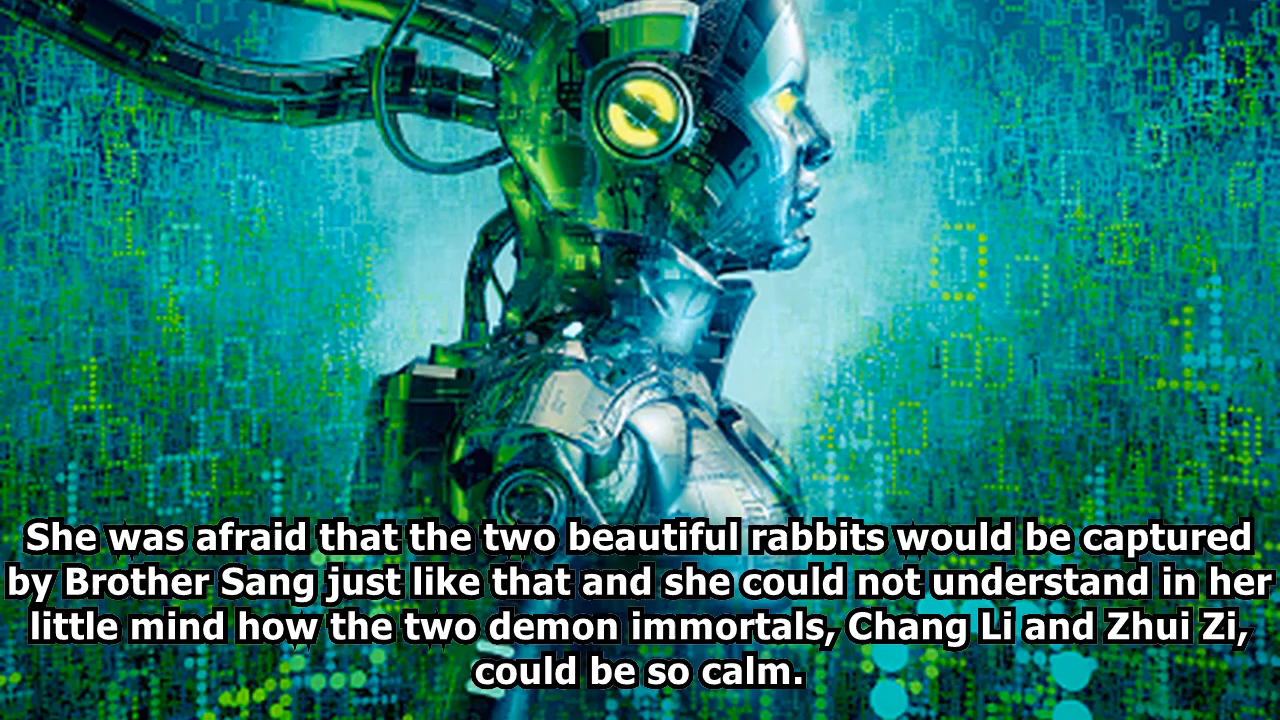 She was afraid that the two beautiful rabbits would be captured
by Brother Sang just like that and she could not understand in her
little mind how the two demon immortals, Chang Li and Zhui Zi,
could be so calm.